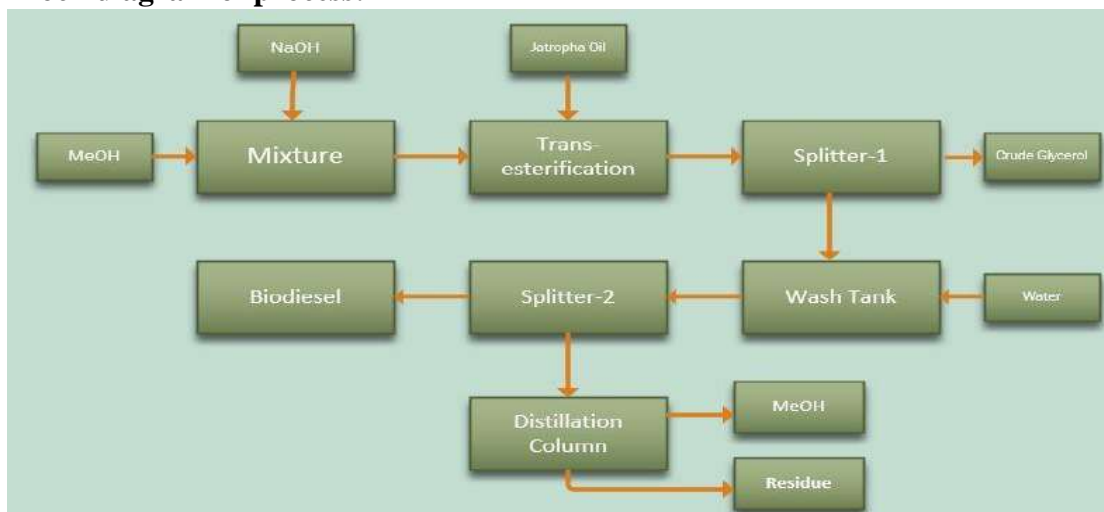 NaOH
Jatropha Oil
MeOH
Mixture
Trans-
esterification
Splitter-1
Crude Glycerol
Biodiesel
Splitter-2
Wash Tank
Water
Distillation
Column
MeOH
Residue